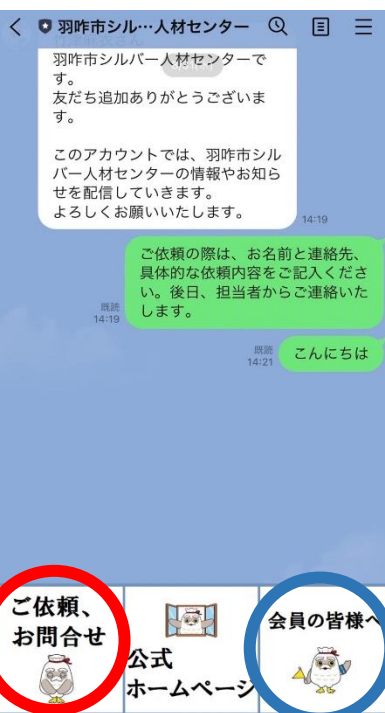 羽咋市シル…人材センター
羽咋市シルバー人材センターで
す。
友だち追加ありがとうございま
す。
このアカウントでは、羽咋市シル
バー人材センターの情報やお知ら
せを配信していきます。
よろしくお願いいたします。
14:19
ご依頼の際は、お名前と連絡先、
具体的な依頼内容をご記入くださ
い。後日、担当者からご連絡いた
します。
既読
14:19
こんにちは
既読
14:21
ご依頼、
お問合せ
公式
ホームページ
会員の皆様へ